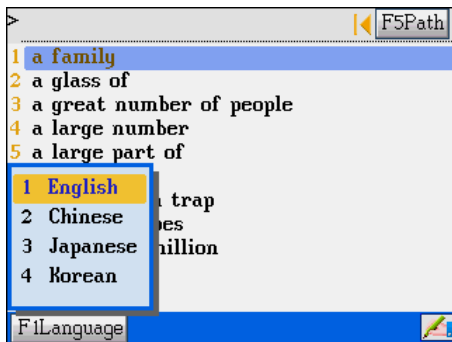 >
F5Path
1 a family
2 a glass of
3 a great number of people
4 a large number
5 a large part of
trap
1 English
2 Chinese
3 Japanese
4 Korean
F1Language